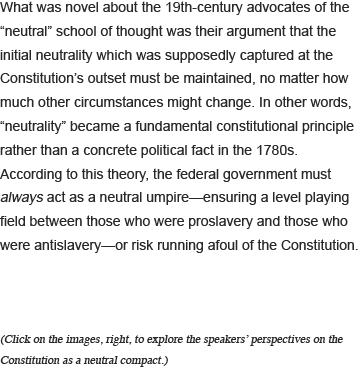 What was novel about the 19th-century advocates of the
“neutral” school of thought was their argument that the
initial neutrality which was supposedly captured at the
Constitution’s outset must be maintained, no matter how
much other circumstances might change. In other words,
“neutrality” became a fundamental constitutional principle
rather than a concrete political fact in the 1780s.
According to this theory, the federal government must
always act as a neutral umpire—ensuring a level playing
field between those who were proslavery and those who
were antislavery—or risk running afoul of the Constitution.
(Click on the images, right, to explore the speakers’ perspectives on the
Constitution as a neutral compact.)